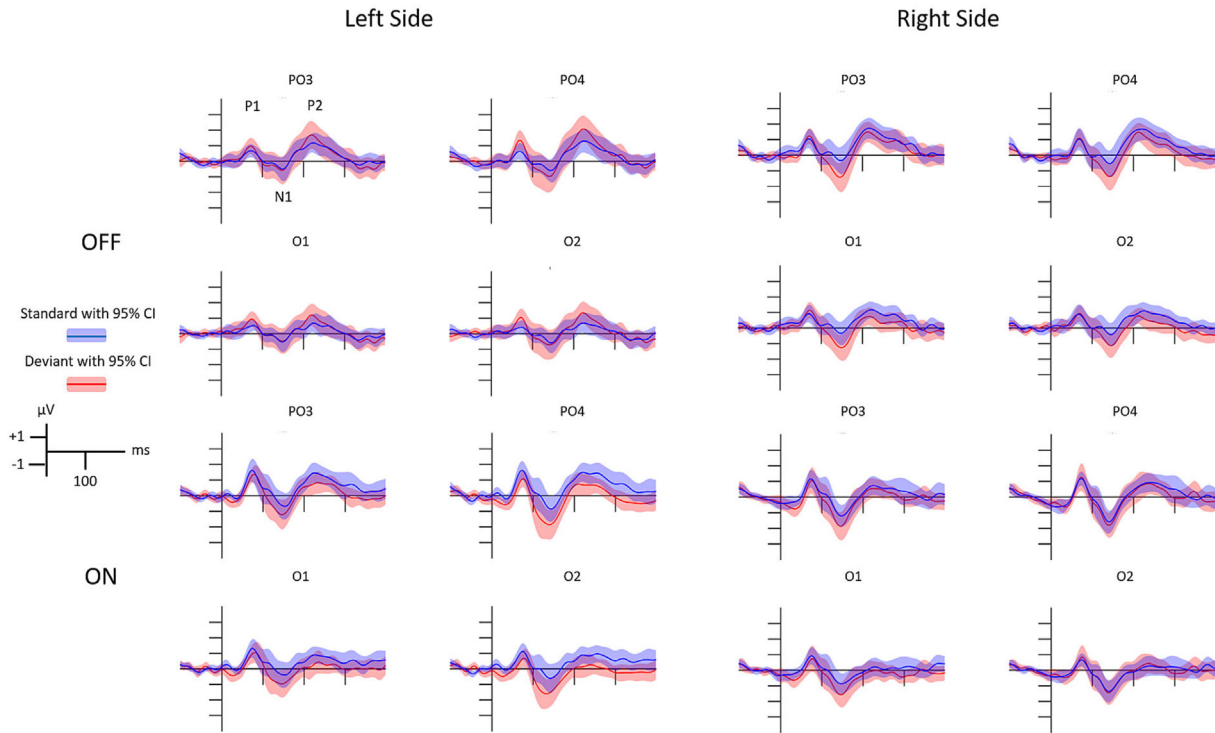 Left Side
Right Side
PO3
PO4
PO3
PO4
P1
P2
N1
OFF
O1
O2
O1
O2
Standard with 95% CI
Deviant with 95% CI
PO3
PO4
PO3
PO4
µV
+1
-1
ms
100
ON
O1
O2
O1
O2